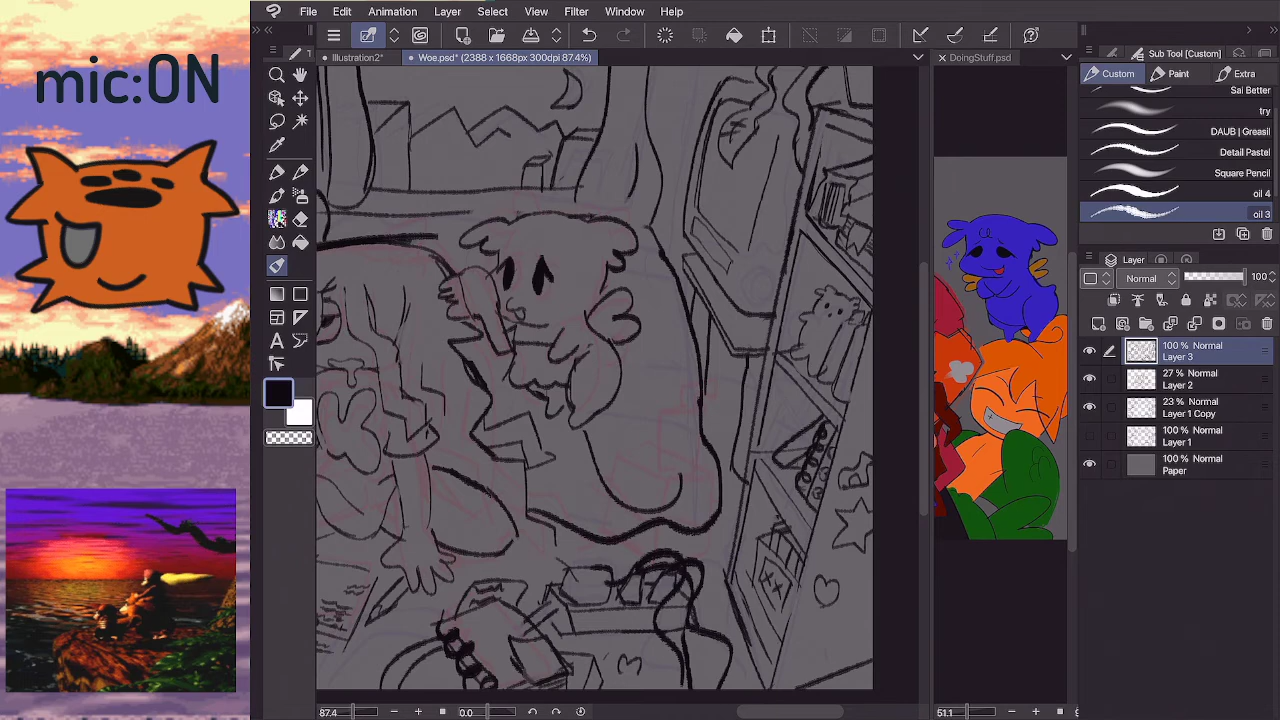 mic:ON
File Edit Animation Layer Select View Filter Window Help
Illustration2*
Woe.psd* (2388 x 1668px 300dpi 87.4%)
DoingStuff.psd
Sub Tool [Custom]
Custom Paint Extra
Sai Better
try
DAUB | Greasil
Detail Pastel
Square Pencil
oil 4
oil 3
Layer
Normal 100
100 % Normal
Layer 3
27 % Normal
Layer 2
23 % Normal
Layer 1 Copy
100 % Normal
Layer 1
100 % Normal
Paper
87.4
0.0
51.1